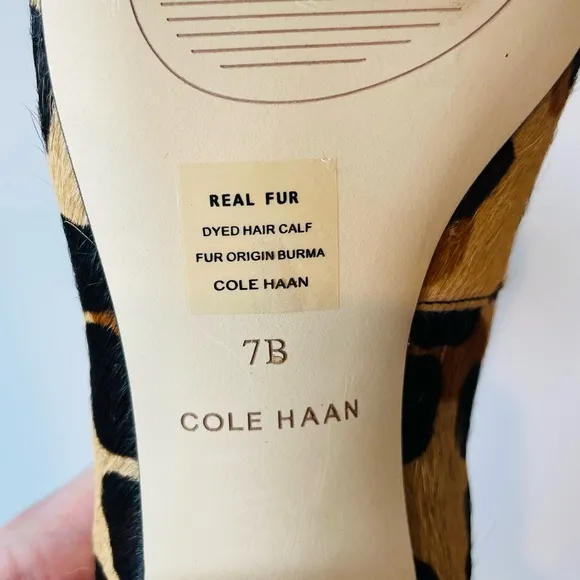 REAL FUR
DYED HAIR CALF
FUR ORIGIN BURMA
COLE HAAN
7B
COLE HAAN